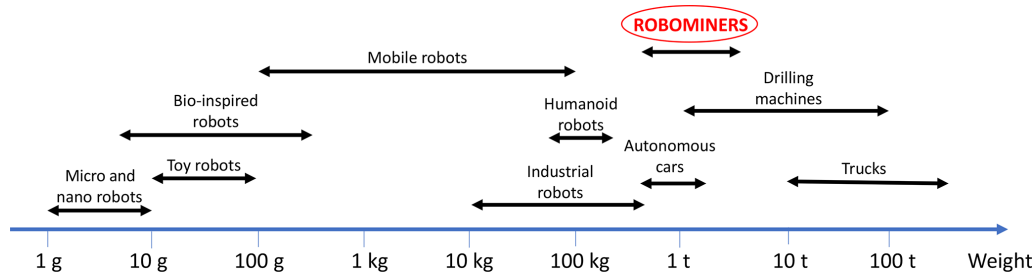 ROBOMINERS
Mobile robots
Drilling
machines
Bio-inspired
robots
Humanoid
robots
Autonomous
cars
Toy robots
Micro and
nano robots
Industrial
robots
Trucks
1 g
10 g
100 g
1 kg
10 kg
100 kg
1 t
10 t
100 t
Weight